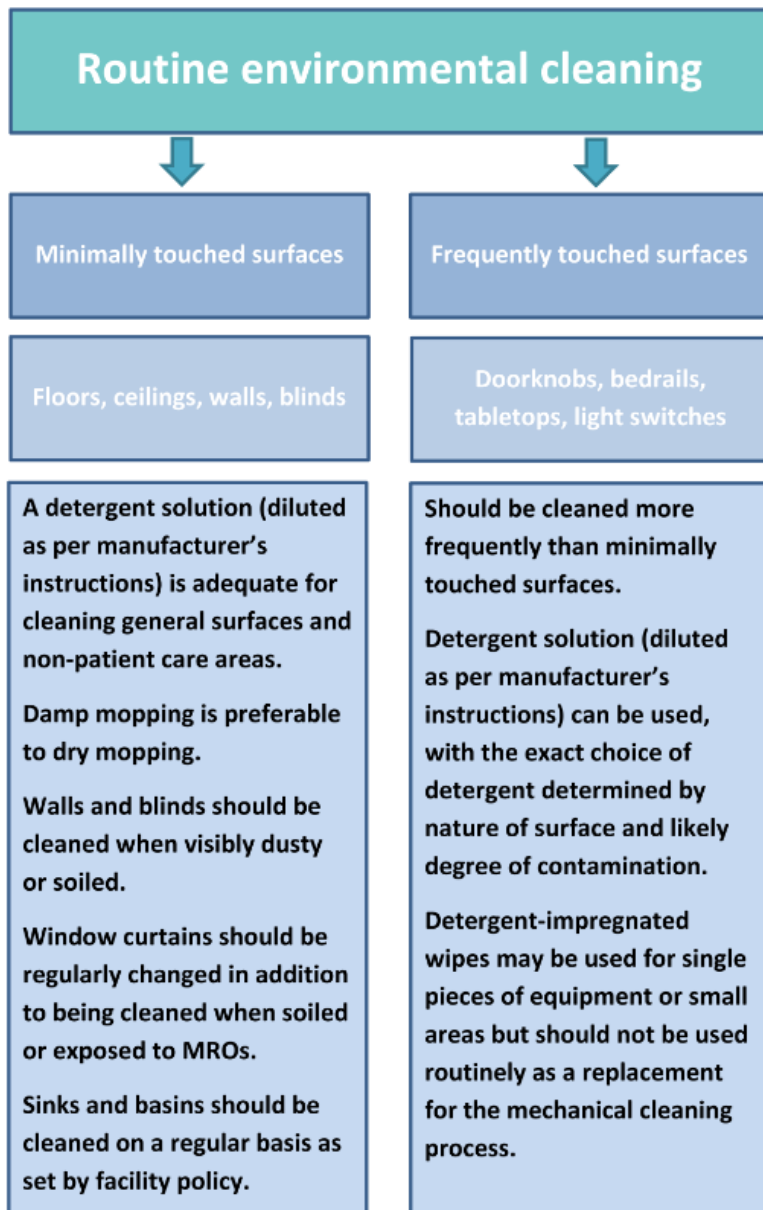 Routine environmental cleaning
Minimally touched surfaces
Floors, ceilings, walls, blinds
A detergent solution (diluted
as per manufacturer’s
instructions) is adequate for
cleaning general surfaces and
non-patient care areas.
Damp mopping is preferable
to dry mopping.
Walls and blinds should be
cleaned when visibly dusty
or soiled.
Window curtains should be
regularly changed in addition
to being cleaned when soiled
or exposed to MROs.
Sinks and basins should be
cleaned on a regular basis as
set by facility policy.
Frequently touched surfaces
Doorknobs, bedrails,
tabletops, light switches
Should be cleaned more
frequently than minimally
touched surfaces.
Detergent solution (diluted
as per manufacturer’s
instructions) can be used,
with the exact choice of
detergent determined by
nature of surface and likely
degree of contamination.
Detergent-impregnated
wipes may be used for single
pieces of equipment or small
areas but should not be used
routinely as a replacement
for the mechanical cleaning
process.